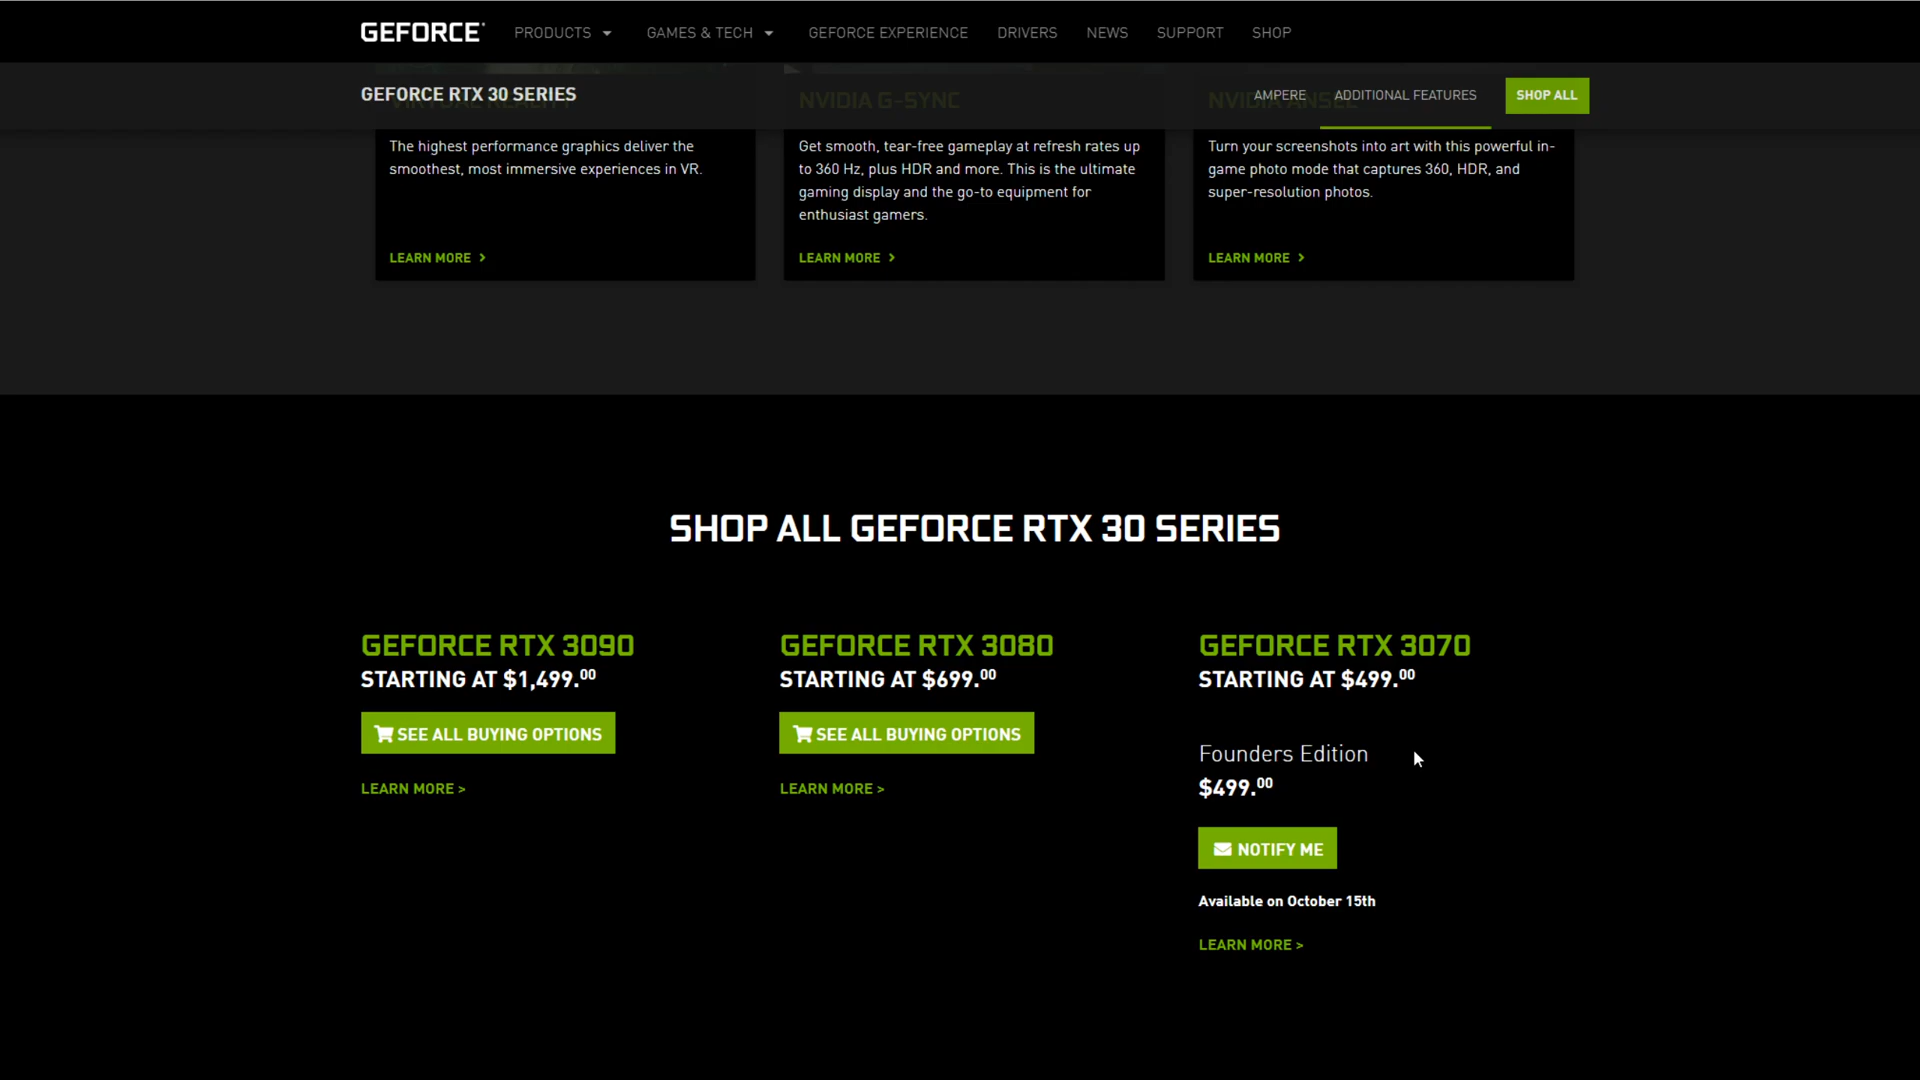 GEFORCE
PRODUCTS
GAMES & TECH
GEFORCE EXPERIENCE
DRIVERS
NEWS
SUPPORT
SHOP
GEFORCE RTX 30 SERIES
AMPERE
ADDITIONAL FEATURES
SHOP ALL
VIRTUAL REALITY
NVIDIA G-SYNC
NVIDIA ANSEL
The highest performance graphics deliver the
smoothest, most immersive experiences in VR.
LEARN MORE >
Get smooth, tear-free gameplay at refresh rates up
to 360 Hz, plus HDR and more. This is the ultimate
gaming display and the go-to equipment for
enthusiast gamers.
LEARN MORE >
Turn your screenshots into art with this powerful in-
game photo mode that captures 360, HDR, and
super-resolution photos.
LEARN MORE >
SHOP ALL GEFORCE RTX 30 SERIES
GEFORCE RTX 3090
STARTING AT $1,499.00
SEE ALL BUYING OPTIONS
LEARN MORE >
GEFORCE RTX 3080
STARTING AT $699.00
SEE ALL BUYING OPTIONS
LEARN MORE >
GEFORCE RTX 3070
STARTING AT $499.00
Founders Edition
$499.00
NOTIFY ME
Available on October 15th
LEARN MORE >